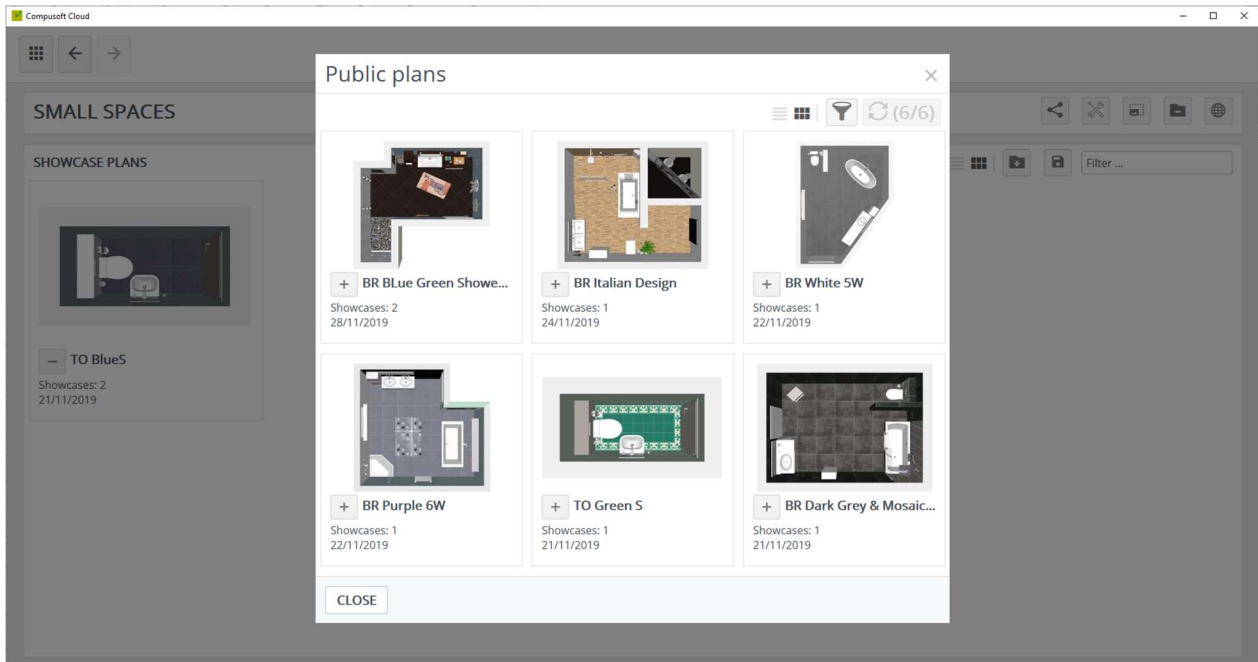 Compusoft Cloud
SMALL SPACES
SHOWCASE PLANS
Filter ...
TO BlueS
Showcases: 2
21/11/2019
Public plans
(6/6)
BR BLue Green Showe...
Showcases: 2
28/11/2019
BR Italian Design
Showcases: 1
24/11/2019
BR White 5W
Showcases: 1
22/11/2019
BR Purple 6W
Showcases: 1
22/11/2019
TO Green S
Showcases: 1
21/11/2019
BR Dark Grey & Mosaic...
Showcases: 1
21/11/2019
CLOSE